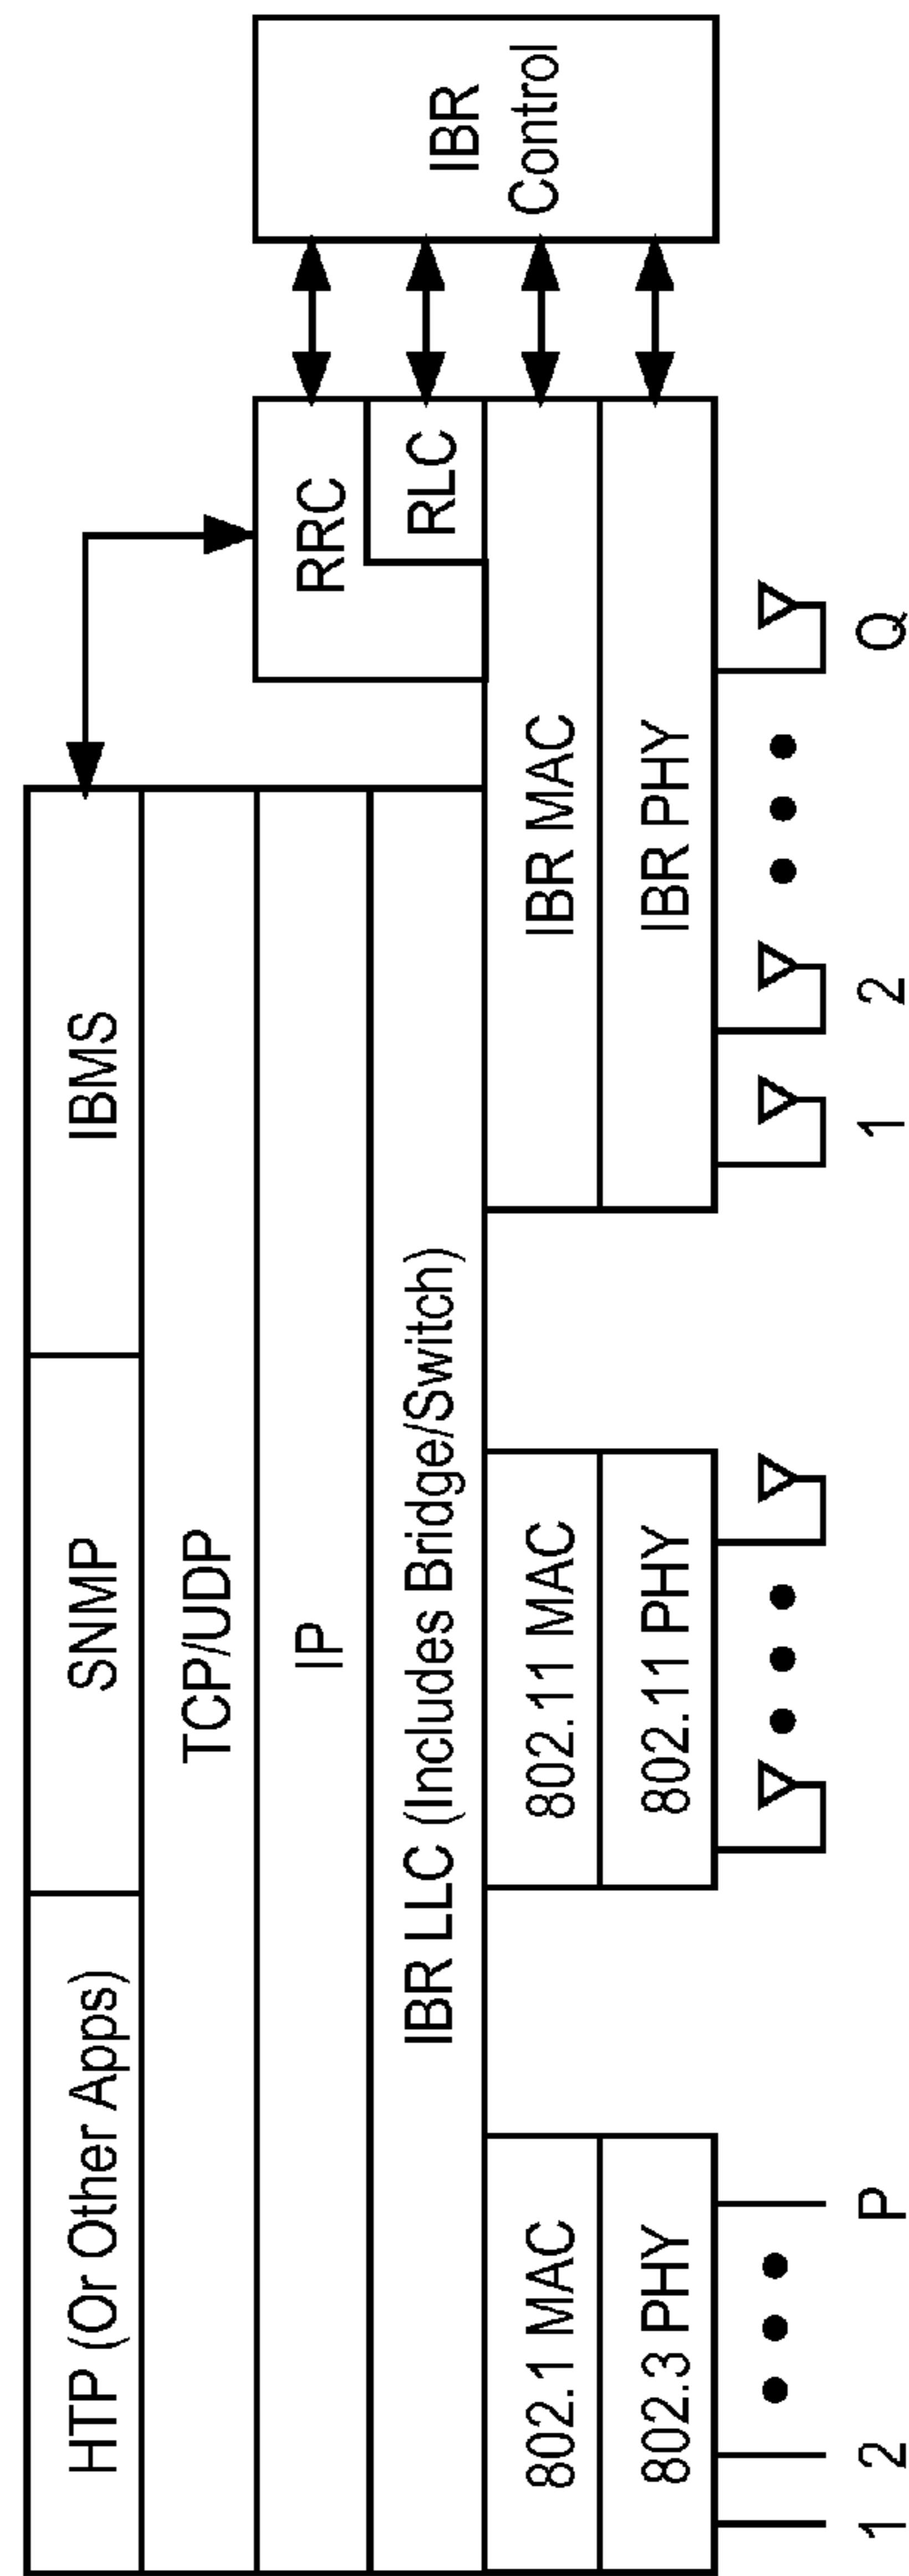 HTP (Or Other Apps)
SNMP
IBMS
TCP/UDP
IP
IBR LLC (Includes Bridge/Switch)
RRC
RLC
IBR
Control
802.1 MAC
802.11 MAC
IBR MAC
802.3 PHY
802.11 PHY
IBR PHY
1 2 P
1 2 Q